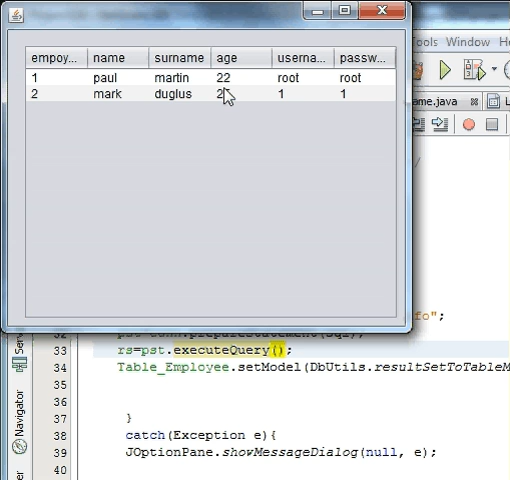 empoy... name surname age userna... passw...
1 paul martin 22 root root
2 mark duglus 1 1
ools Window
ame.java
fo";
33 rs=pst.executeQuery();
34 Table_Employee.setModel(DbUtils.resultSetToTableM
35
36
37 }
38 catch(Exception e){
39 JOptionPane.showMessageDialog(null, e);
40
Navigator